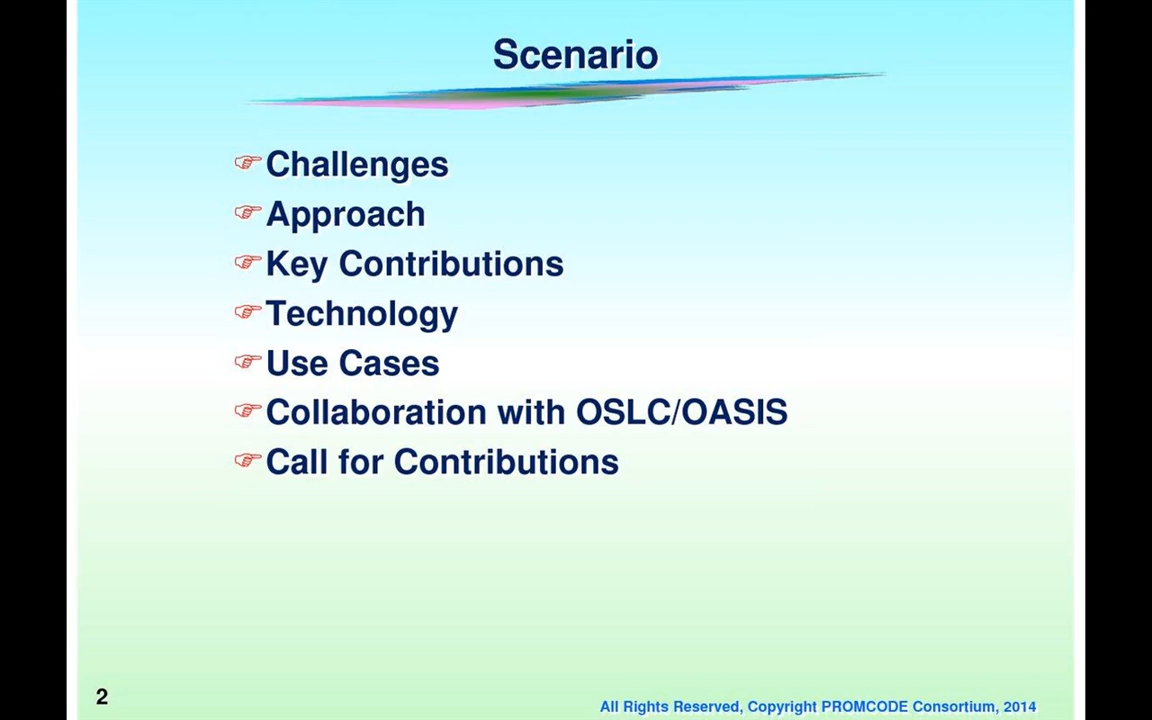 Scenario
Challenges
Approach
Key Contributions
Technology
Use Cases
Collaboration with OSLC/OASIS
Call for Contributions
2
All Rights Reserved, Copyright PROMCODE Consortium, 2014